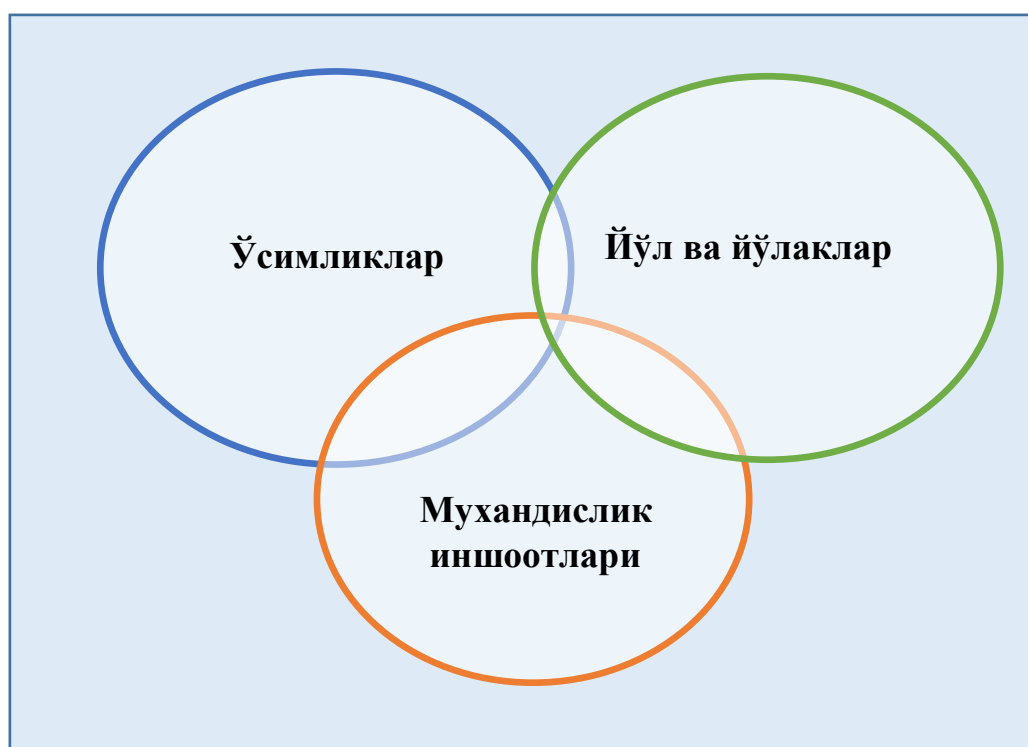 Ўсимликлар
Йўл ва йўлаклар
Мухандислик
иншоотлари